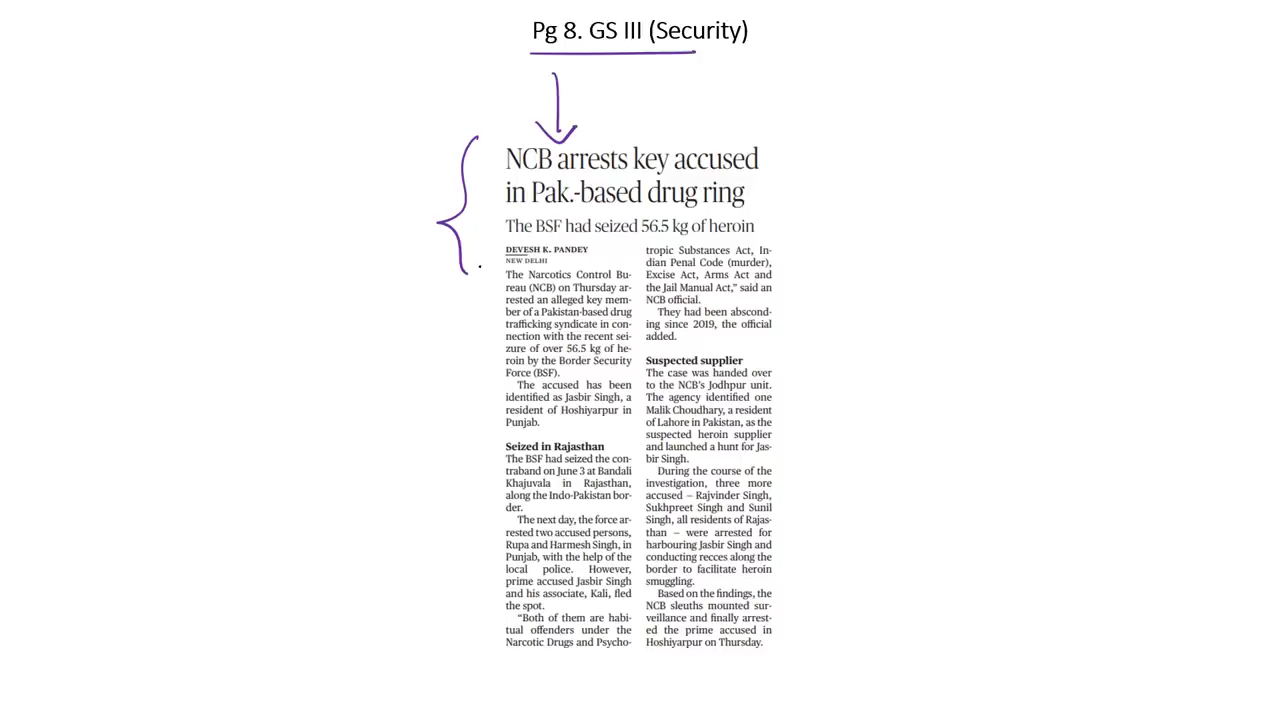 Pg 8. GS III (Security)
NCB arrests key accused
in Pak.-based drug ring
The BSF had seized 56.5 kg of heroin
DEVESH K. PANDEY
NEW DELHI
The Narcotics Control Bu-
reau (NCB) on Thursday ar-
rested an alleged key mem-
ber of a Pakistan-based drug
trafficking syndicate in con-
nection with the recent sei-
zure of over 56.5 kg of he-
roin by the Border Security
Force (BSF).
The accused has been
identified as Jasbir Singh, a
resident of Hoshiyarpur in
Punjab.
Seized in Rajasthan
The BSF had seized the con-
traband on June 3 at Bandali
Khajuvala in Rajasthan,
along the Indo-Pakistan bor-
der.
The next day, the force ar-
rested two accused persons,
Rupa and Harmesh Singh, in
Punjab, with the help of the
local police. However,
prime accused Jasbir Singh
and his associate, Kali, fled
the spot.
“Both of them are habi-
tual offenders under the
Narcotic Drugs and Psycho-
tropic Substances Act, In-
dian Penal Code (murder),
Excise Act, Arms Act and
the Jail Manual Act,” said an
NCB official.
They had been abscond-
ing since 2019, the official
added.
Suspected supplier
The case was handed over
to the NCB’s Jodhpur unit.
The agency identified one
Malik Choudhary, a resident
of Lahore in Pakistan, as the
suspected heroin supplier
and launched a hunt for Jas-
bir Singh.
During the course of the
investigation, three more
accused – Rajvinder Singh,
Sukhpreet Singh and Sunil
Singh, all residents of Rajas-
than – were arrested for
harbouring Jasbir Singh and
conducting recces along the
border to facilitate heroin
smuggling.
Based on the findings, the
NCB sleuths mounted sur-
veillance and finally arrest-
ed the prime accused in
Hoshiyarpur on Thursday.